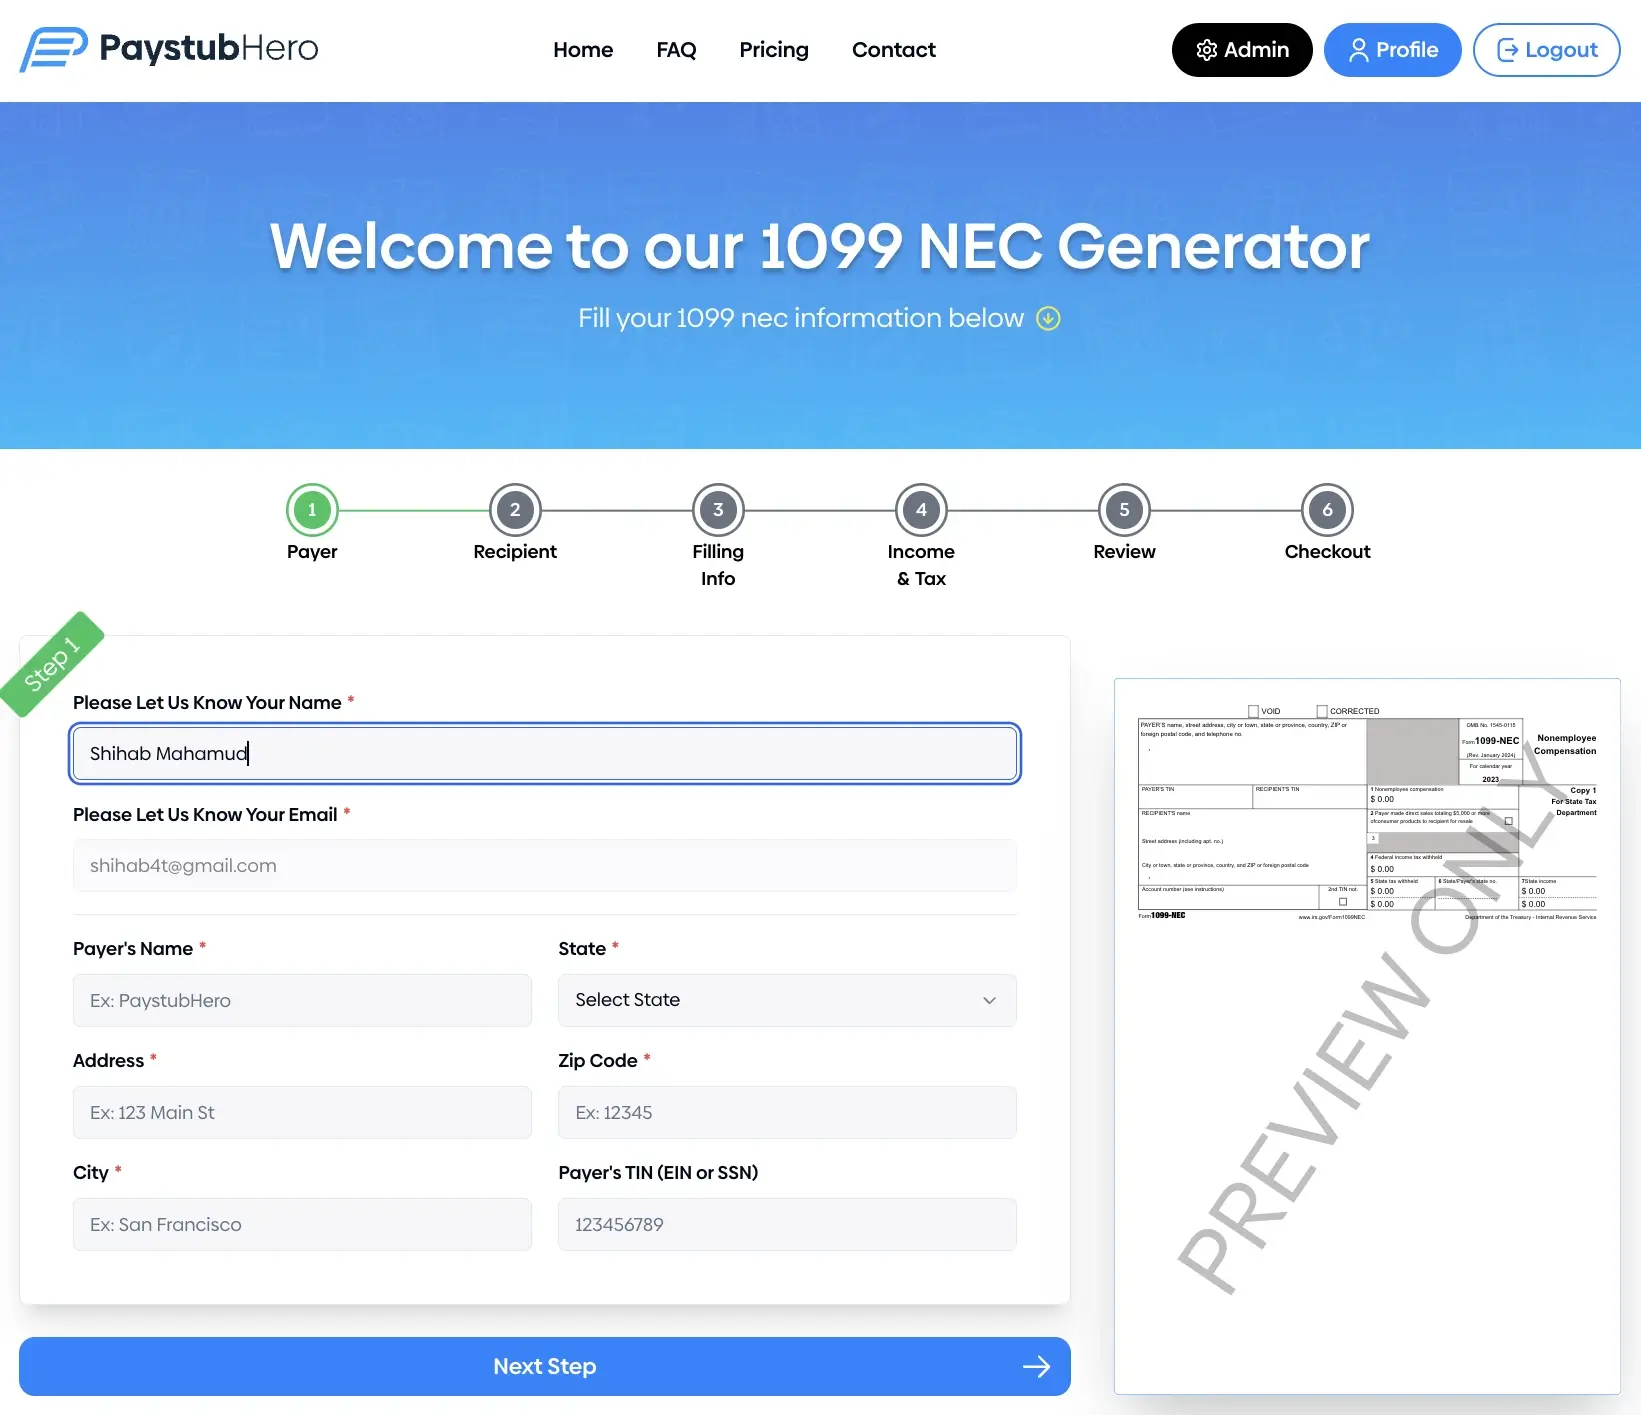 PaystubHero
Home
FAQ
Pricing
Contact
Admin
Profile
Logout
Welcome to our 1099 NEC Generator
Fill your 1099 nec information below
1
2
3
4
5
6
Payer
Recipient
Filling
Info
Income
& Tax
Review
Checkout
Step 1
Please Let Us Know Your Name *
Shihab Mahamud
Please Let Us Know Your Email *
shihab4t@gmail.com
Payer's Name *
State *
Ex: PaystubHero
Select State
Address *
Zip Code *
Ex: 123 Main St
Ex: 12345
City *
Payer's TIN (EIN or SSN)
Ex: San Francisco
123456789
Next Step
VOID
CORRECTED
PAYER'S name, street address, city or town, state or province, country, ZIP or
foreign postal code, and telephone no.
,
OMB No. 1545-0115
Form 1099-NEC
(Rev. January 2024)
For calendar year
2023
Nonemployee
Compensation
PAYER'S TIN
RECIPIENT'S TIN
1 Nonemployee compensation
$ 0.00
Copy 1
For State Tax
Department
RECIPIENT'S name
2 Payer made direct sales totaling $5,000 or more
ofconsumer products to recipient for resale
3
Street address (including apt. no.)
4 Federal income tax withheld
$ 0.00
City or town, state or province, country, and ZIP or foreign postal code
,
5 State tax withheld
$ 0.00
$ 0.00
6 State/Payer's state no.
7State income
$ 0.00
$ 0.00
Account number (see instructions)
2nd TIN not.
Form 1099-NEC
www.irs.gov/Form1099NEC
Department of the Treasury - Internal Revenue Service
PREVIEW ONLY